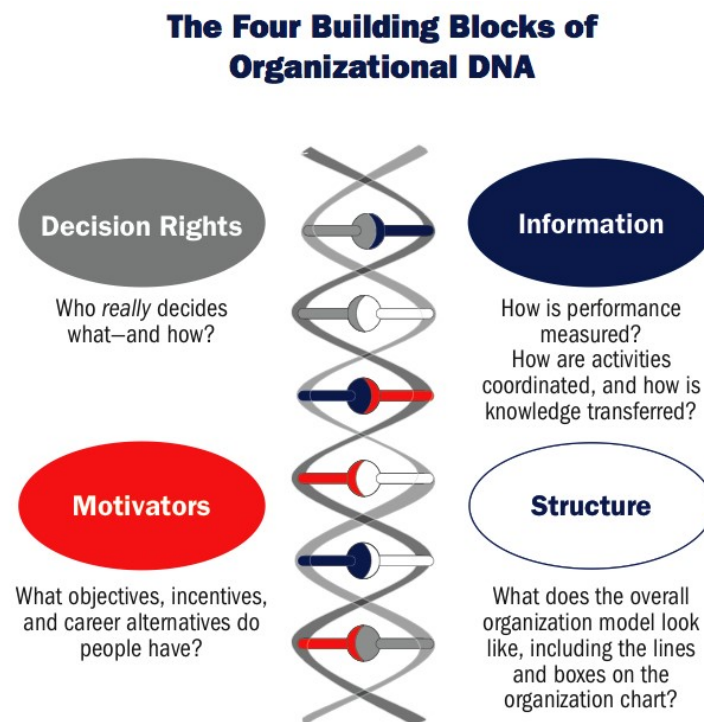 The Four Building Blocks of
Organizational DNA
Decision Rights
Who really decides
what—and how?
Information
How is performance
measured?
How are activities
coordinated, and how is
knowledge transferred?
Motivators
What objectives, incentives,
and career alternatives do
people have?
Structure
What does the overall
organization model look
like, including the lines
and boxes on the
organization chart?